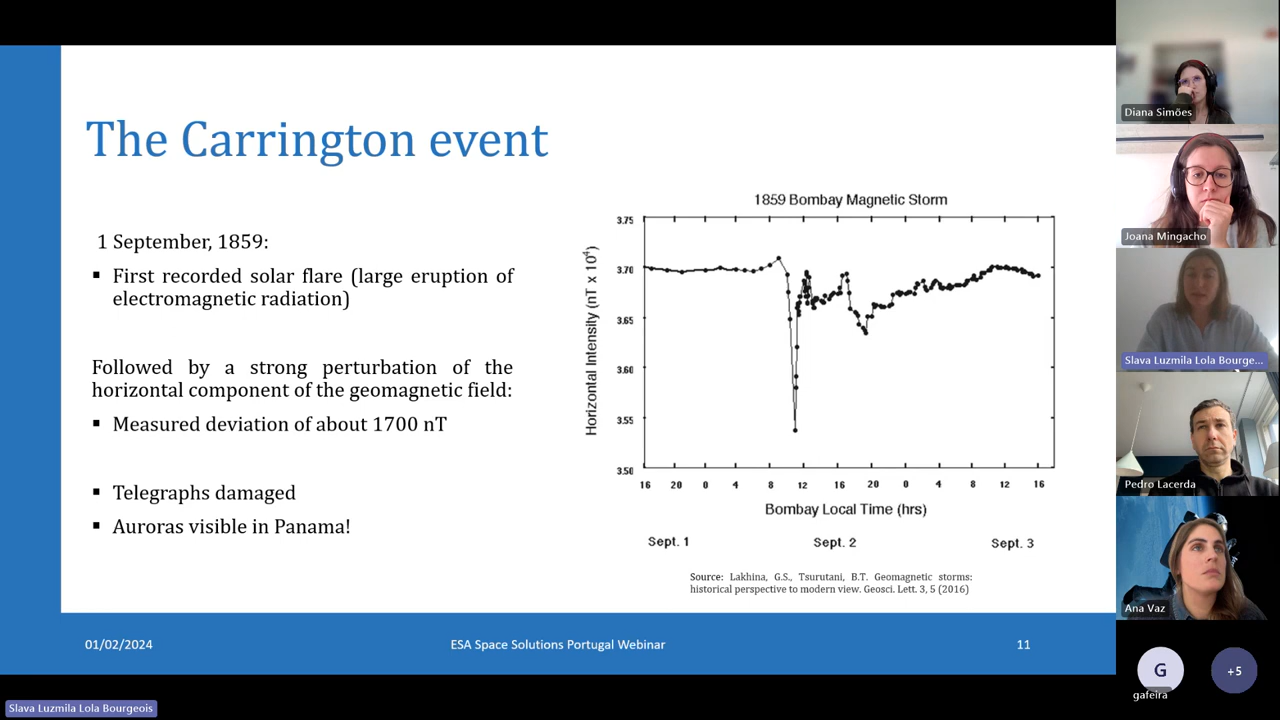 The Carrington event
1 September, 1859:
▪ First recorded solar flare (large eruption of
electromagnetic radiation)
Followed by a strong perturbation of the
horizontal component of the geomagnetic field:
▪ Measured deviation of about 1700 nT
▪ Telegraphs damaged
▪ Auroras visible in Panama!
1859 Bombay Magnetic Storm
Horizontal Intensity (nT x 10⁴)
3.75
3.70
3.65
3.60
3.55
3.50
16 20 0 4 8 12 16 20 0 4 8 12 16
Bombay Local Time (hrs)
Sept. 1 Sept. 2 Sept. 3
Source: Lakhina, G.S., Tsurutani, B.T. Geomagnetic storms:
historical perspective to modern view. Geosci. Lett. 3, 5 (2016)
01/02/2024 ESA Space Solutions Portugal Webinar 11
Slava Luzmila Lola Bourgeois
Diana Simões
Joana Mingacho
Slava Luzmila Lola Bourge...
Pedro Lacerda
Ana Vaz
G
gafeira
+5